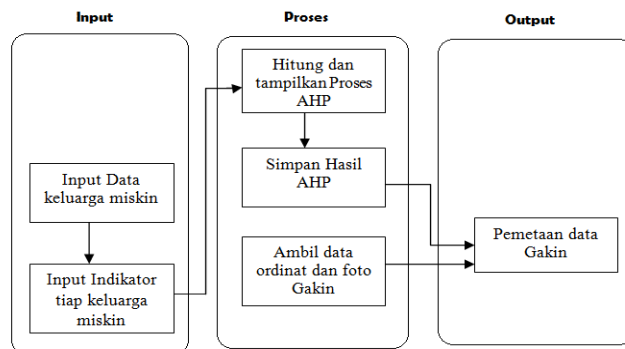 Input
Proses
Output
Input Data
keluarga miskin
Input Indikator
tiap keluarga
miskin
Hitung dan
tampilkan Proses
AHP
Simpan Hasil
AHP
Ambil data
ordinat dan foto
Gakin
Pemetaan data
Gakin